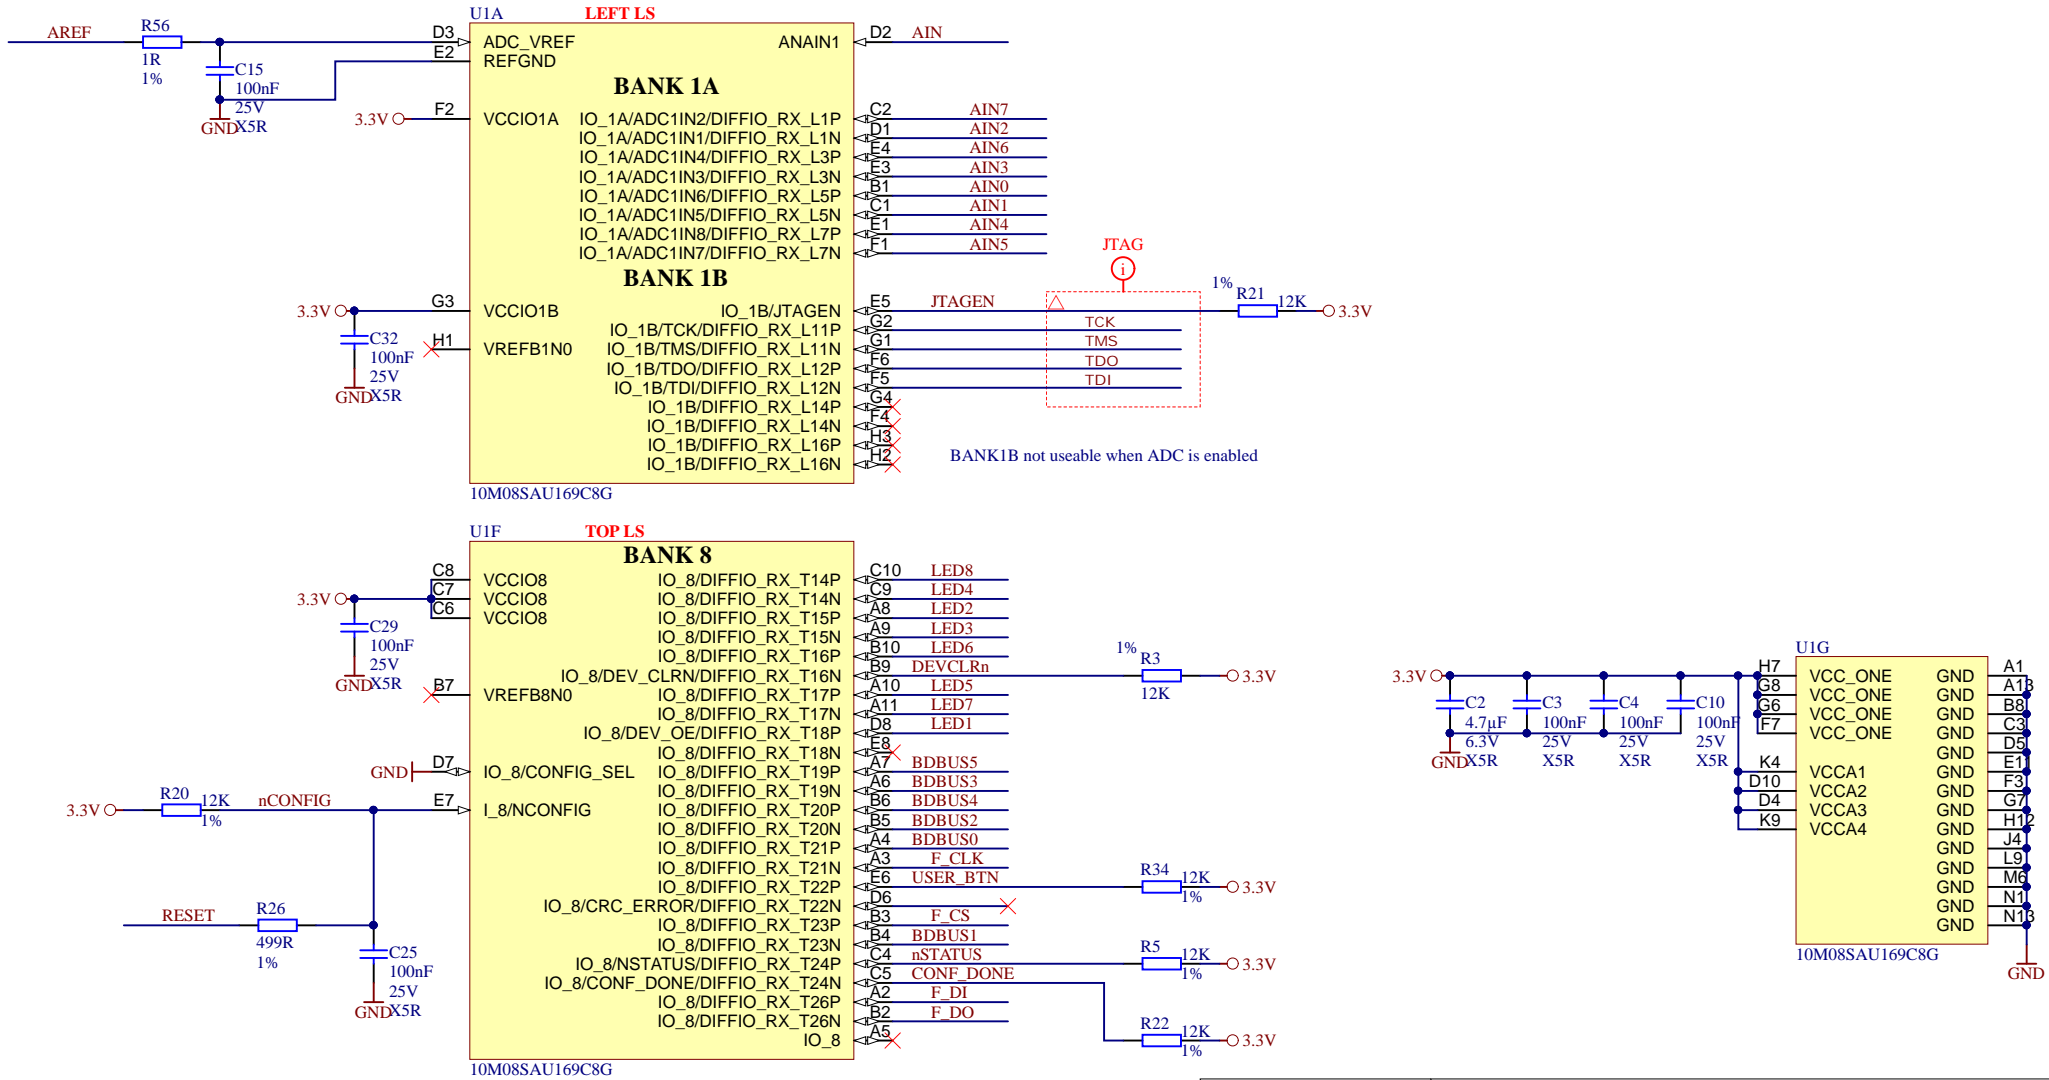 U1A LEFT LS
AREF R56 1R 1%
C15 100nF 25V X5R GND
D3 ADC_VREF ANAIN1 D2 AIN
E2 REFGND
BANK 1A
3.3V F2 VCCIO1A IO_1A/ADC1IN2/DIFFIO_RX_L1P C2 AIN7
IO_1A/ADC1IN1/DIFFIO_RX_L1N D1 AIN2
IO_1A/ADC1IN4/DIFFIO_RX_L3P E4 AIN6
IO_1A/ADC1IN3/DIFFIO_RX_L3N E3 AIN3
IO_1A/ADC1IN6/DIFFIO_RX_L5P B1 AIN0
IO_1A/ADC1IN5/DIFFIO_RX_L5N C1 AIN1
IO_1A/ADC1IN8/DIFFIO_RX_L7P E1 AIN4
IO_1A/ADC1IN7/DIFFIO_RX_L7N F1 AIN5
BANK 1B
JTAG
i
3.3V G3 VCCIO1B IO_1B/JTAGEN E5 JTAGEN 1% R21 12K 3.3V
C32 100nF 25V X5R GND
IO_1B/TCK/DIFFIO_RX_L11P G2 TCK
H1 VREFB1N0 IO_1B/TMS/DIFFIO_RX_L11N G1 TMS
IO_1B/TDO/DIFFIO_RX_L12P F6 TDO
IO_1B/TDI/DIFFIO_RX_L12N F5 TDI
IO_1B/DIFFIO_RX_L14P G4
IO_1B/DIFFIO_RX_L14N F4
IO_1B/DIFFIO_RX_L16P H3
IO_1B/DIFFIO_RX_L16N H2
BANK1B not useable when ADC is enabled
10M08SAU169C8G
U1F TOP LS
BANK 8
C8 VCCIO8 IO_8/DIFFIO_RX_T14P C10 LED8
3.3V C7 VCCIO8 IO_8/DIFFIO_RX_T14N C9 LED4
C6 VCCIO8 IO_8/DIFFIO_RX_T15P A8 LED2
C29 100nF 25V X5R GND
IO_8/DIFFIO_RX_T15N A9 LED3
IO_8/DIFFIO_RX_T16P B10 LED6
IO_8/DEV_CLRN/DIFFIO_RX_T16N B9 DEVCLRn 1% R3 12K 3.3V
B7 VREFB8N0 IO_8/DIFFIO_RX_T17P A10 LED5
IO_8/DIFFIO_RX_T17N A11 LED7
IO_8/DEV_OE/DIFFIO_RX_T18P D8 LED1
IO_8/DIFFIO_RX_T18N E8
GND D7 IO_8/CONFIG_SEL IO_8/DIFFIO_RX_T19P A7 BDBUS5
IO_8/DIFFIO_RX_T19N A6 BDBUS3
3.3V R20 12K 1% nCONFIG E7 I_8/NCONFIG IO_8/DIFFIO_RX_T20P B6 BDBUS4
IO_8/DIFFIO_RX_T20N B5 BDBUS2
IO_8/DIFFIO_RX_T21P A4 BDBUS0
IO_8/DIFFIO_RX_T21N A3 F_CLK
IO_8/DIFFIO_RX_T22P E6 USER_BTN R34 12K 1% 3.3V
IO_8/CRC_ERROR/DIFFIO_RX_T22N D6
RESET R26 499R 1% IO_8/DIFFIO_RX_T23P B3 F_CS
C25 100nF 25V X5R GND
IO_8/DIFFIO_RX_T23N B4 BDBUS1
IO_8/NSTATUS/DIFFIO_RX_T24P C4 nSTATUS R5 12K 1% 3.3V
IO_8/CONF_DONE/DIFFIO_RX_T24N C5 CONF_DONE
IO_8/DIFFIO_RX_T26P A2 F_DI
IO_8/DIFFIO_RX_T26N B2 F_DO
IO_8 A5
R22 12K 1% 3.3V
10M08SAU169C8G
U1G
3.3V H7 VCC_ONE GND A1
G8 VCC_ONE GND A13
G6 VCC_ONE GND B8
F7 VCC_ONE GND C3
C2 4.7µF 6.3V X5R GND
C3 100nF 25V X5R
C4 100nF 25V X5R
C10 100nF 25V X5R
GND D5
K4 VCCA1 GND E11
D10 VCCA2 GND F3
D4 VCCA3 GND G7
K9 VCCA4 GND H12
GND J4
GND L9
GND M6
GND N1
GND N13
10M08SAU169C8G
GND